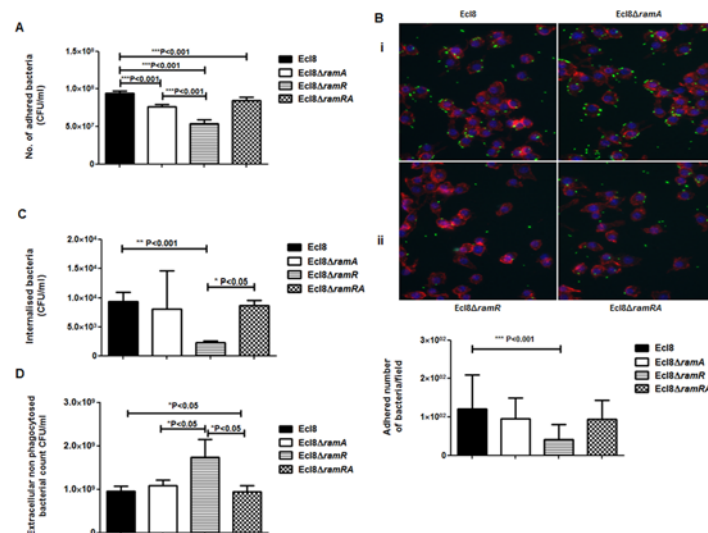 A
No. of adhered bacteria
(CFU/ml)
1.5×10⁸
1.0×10⁸
5.0×10⁷
0
***P<0.001
***P<0.001
***P<0.001
***P<0.001
Ecl8
Ecl8ΔramA
Ecl8ΔramR
Ecl8ΔramRA
B
Ecl8
Ecl8ΔramA
i
ii
Ecl8ΔramR
Ecl8ΔramRA
Adhered number
of bacteria/field
3×10⁰²
2×10⁰²
1×10⁰²
0
*** P<0.001
Ecl8
Ecl8ΔramA
Ecl8ΔramR
Ecl8ΔramRA
C
Internalised bacteria
(CFU/ml)
2.0×10⁴
1.5×10⁴
1.0×10⁴
5.0×10³
0
** P<0.001
* P<0.05
Ecl8
Ecl8ΔramA
Ecl8ΔramR
Ecl8ΔramRA
D
Extracellular non phagocytosed
bacterial count CFU/ml
3.0×10⁹
2.0×10⁹
1.0×10⁹
0
*P<0.05
*P<0.05
*P<0.05
Ecl8
Ecl8ΔramA
Ecl8ΔramR
Ecl8ΔramRA